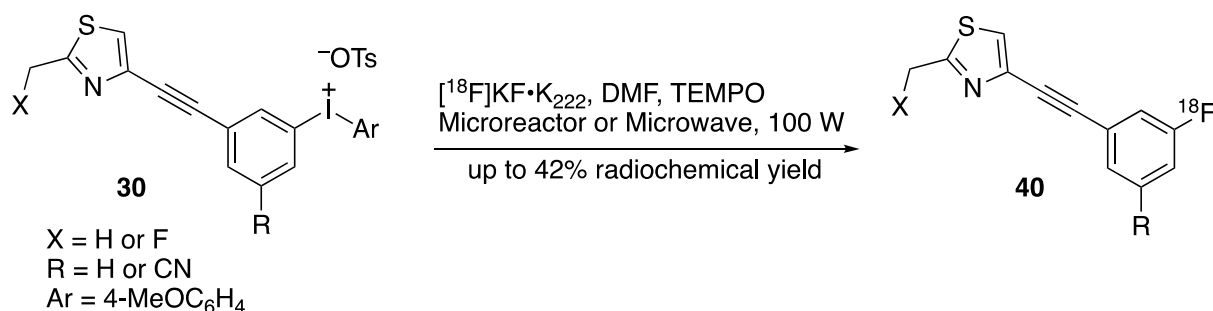 S
N
X
⁻OTs
I⁺
Ar
R
30
X = H or F
R = H or CN
Ar = 4-MeOC₆H₄
[¹⁸F]KF•K₂₂₂, DMF, TEMPO
Microreactor or Microwave, 100 W
up to 42% radiochemical yield
S
N
X
¹⁸F
R
40